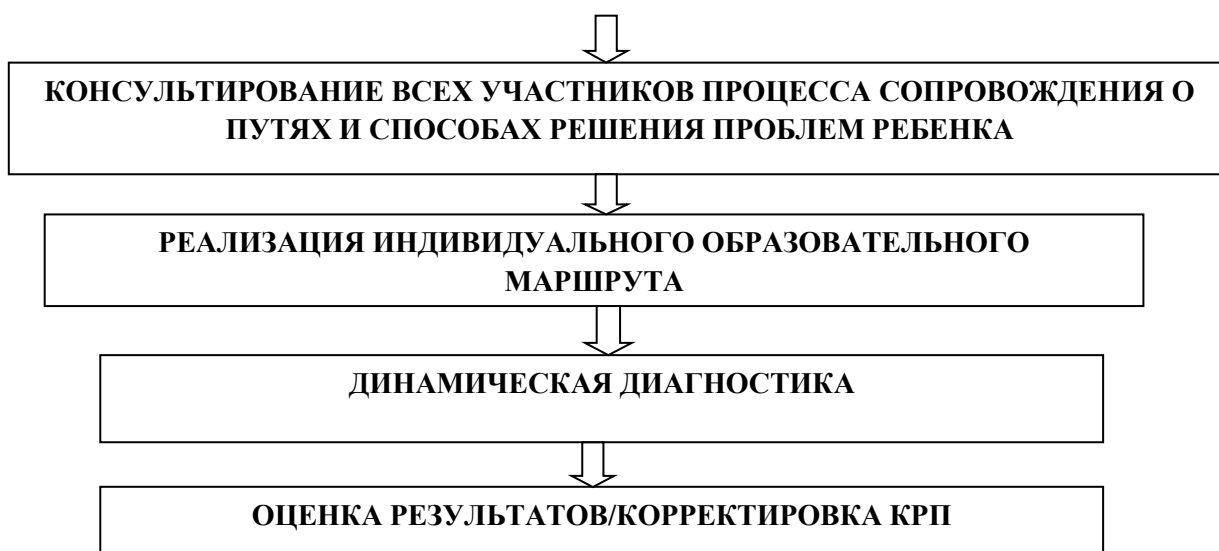 КОНСУЛЬТИРОВАНИЕ ВСЕХ УЧАСТНИКОВ ПРОЦЕССА СОПРОВОЖДЕНИЯ О
ПУТЯХ И СПОСОБАХ РЕШЕНИЯ ПРОБЛЕМ РЕБЕНКА
РЕАЛИЗАЦИЯ ИНДИВИДУАЛЬНОГО ОБРАЗОВАТЕЛЬНОГО
МАРШРУТА
ДИНАМИЧЕСКАЯ ДИАГНОСТИКА
ОЦЕНКА РЕЗУЛЬТАТОВ/КОРРЕКТИРОВКА КРП